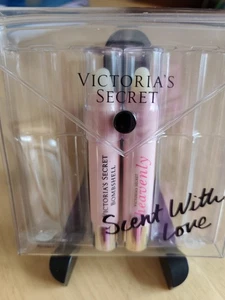 VICTORIA'S
SECRET
VICTORIA'S SECRET
BOMBSHELL
heavenly
Scent With
Love